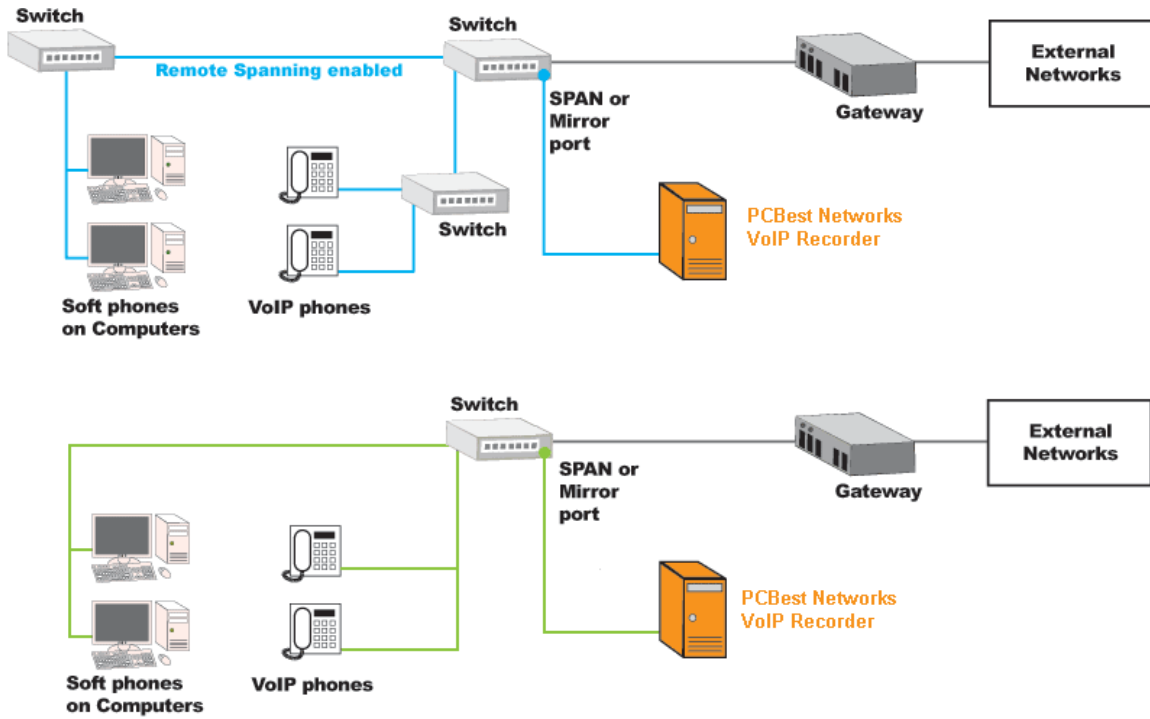 Switch
Switch
External
Networks
Remote Spanning enabled
SPAN or
Mirror
port
Gateway
Switch
PCBest Networks
VoIP Recorder
Soft phones
on Computers
VoIP phones
Switch
External
Networks
SPAN or
Mirror
port
Gateway
PCBest Networks
VoIP Recorder
Soft phones
on Computers
VoIP phones